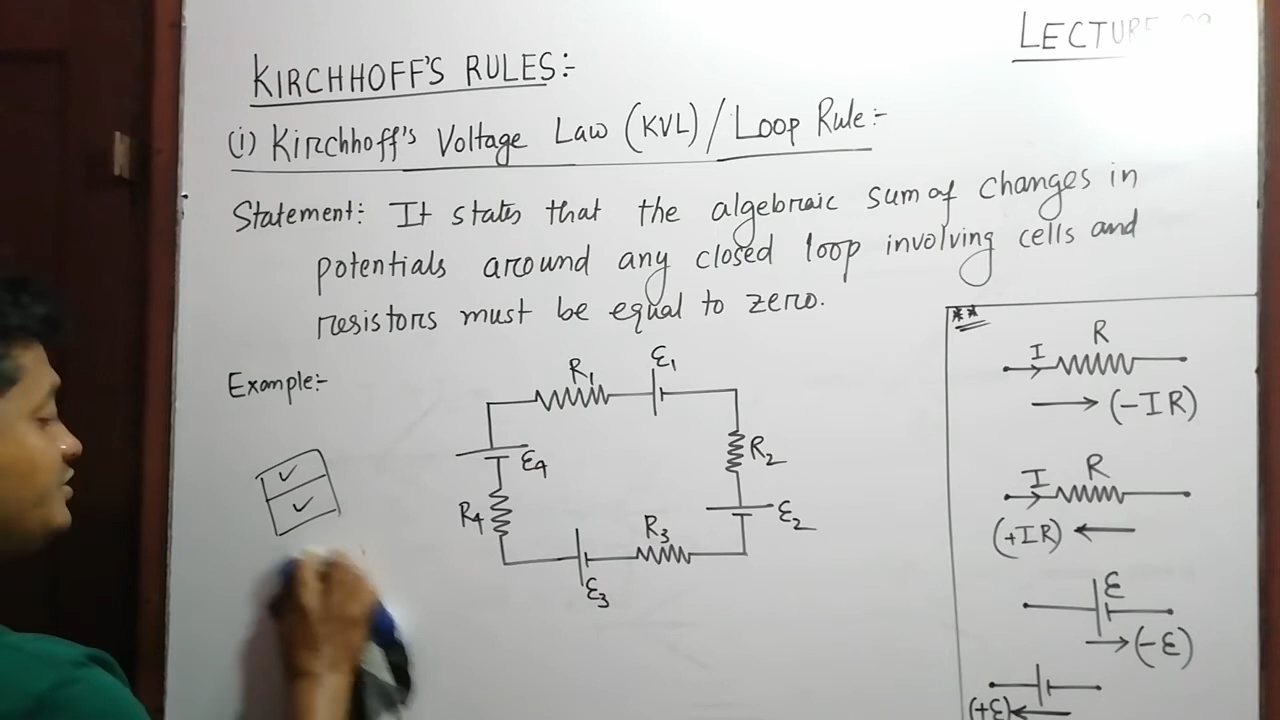 LECTURE
KIRCHHOFF'S RULES:-
(i) Kirchhoff's Voltage Law (KVL) / Loop Rule:-
Statement: It states that the algebraic sum of changes in
potentials around any closed loop involving cells and
resistors must be equal to zero.
Example:-
R₁ ε₁
R₂
ε₂
R₃
ε₃
R₄
ε₄
**
I R
(-IR)
I R
(+IR)
ε
(-ε)
(+ε)